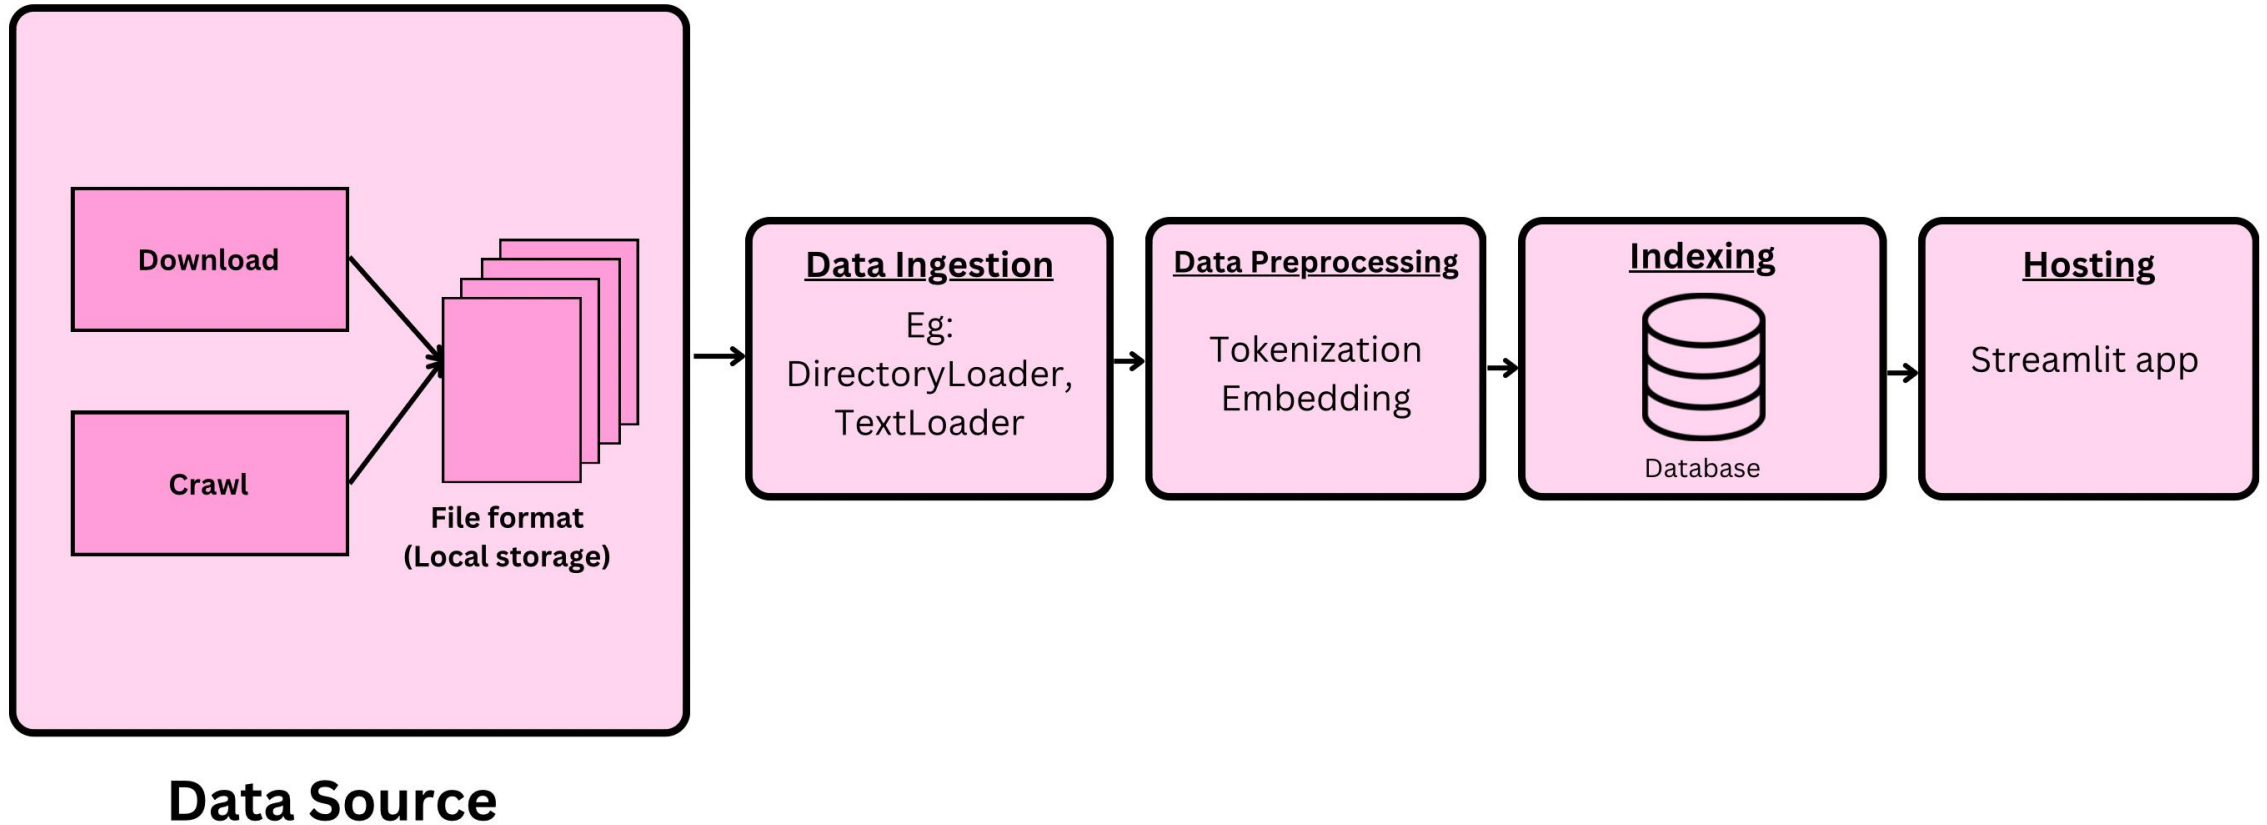 Download
Crawl
File format
(Local storage)
Data Source
Data Ingestion
Eg:
DirectoryLoader,
TextLoader
Data Preprocessing
Tokenization
Embedding
Indexing
Database
Hosting
Streamlit app